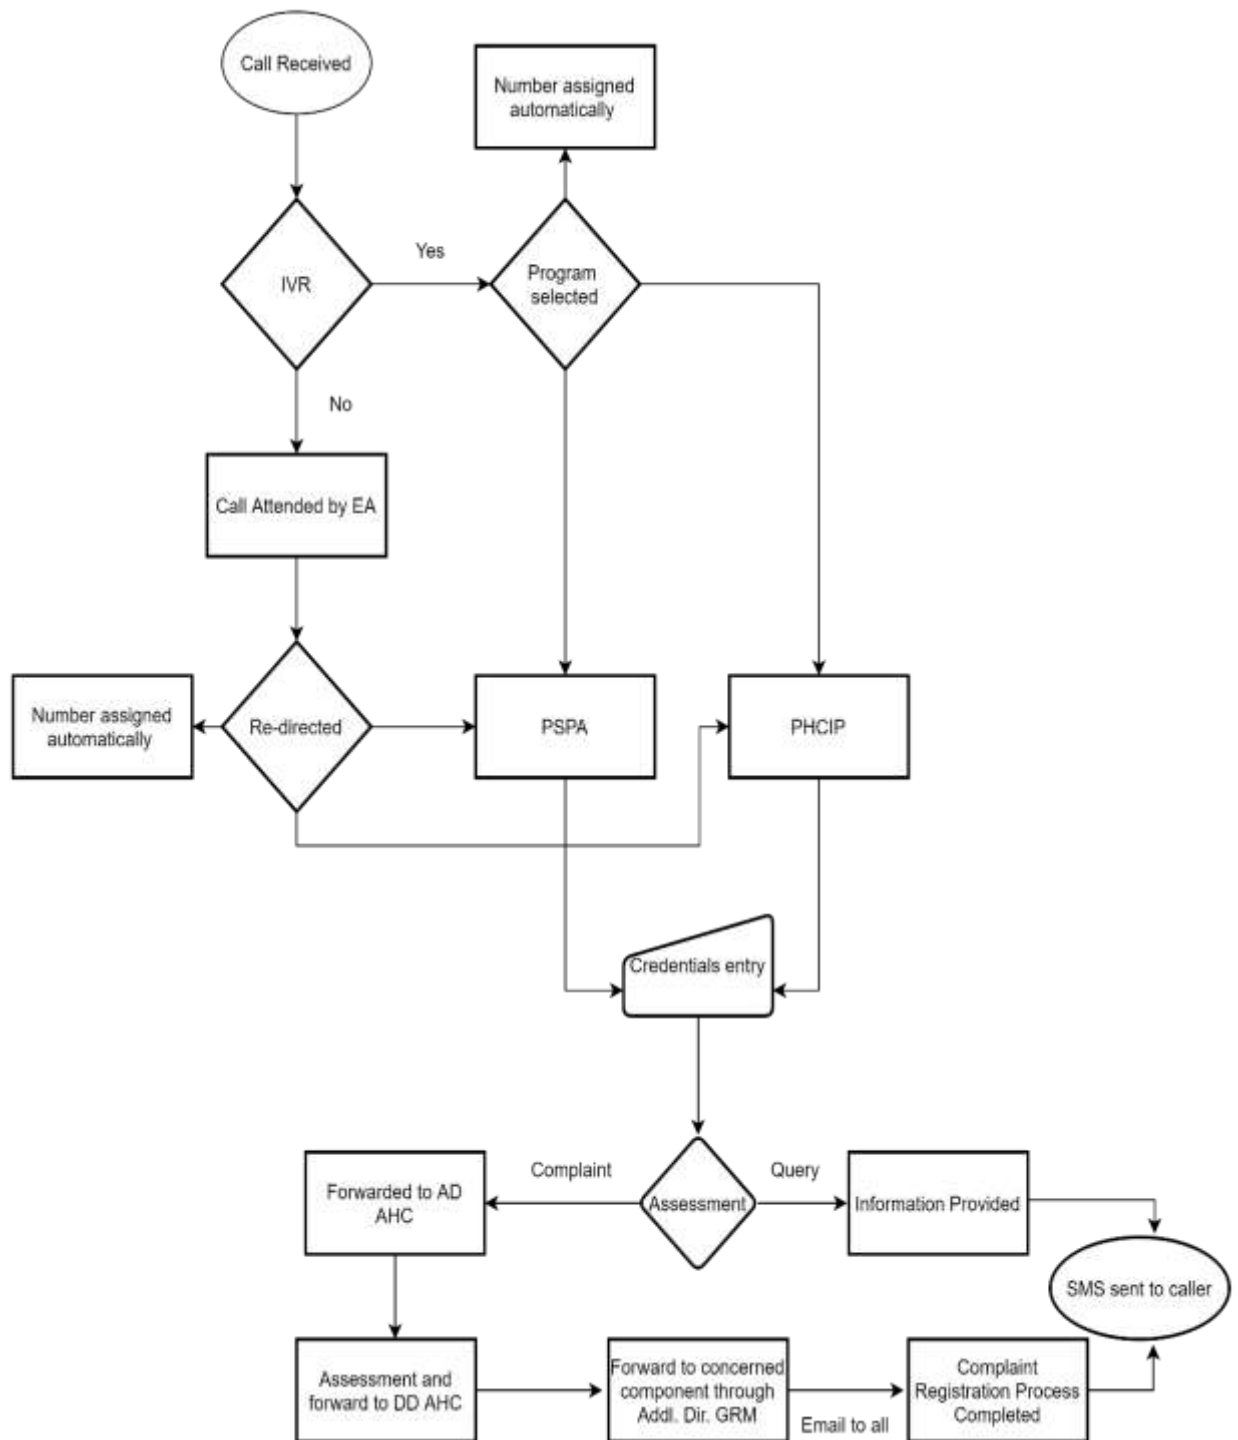 Call Received
Number assigned
automatically
Yes
IVR
Program
selected
No
Call Attended by EA
Number assigned
automatically
Re-directed
PSPA
PHCIP
Credentials entry
Complaint
Query
Forwarded to AD
AHC
Assessment
Information Provided
SMS sent to caller
Assessment and
forward to DD AHC
Forward to concerned
component through
Addl. Dir. GRM
Email to all
Complaint
Registration Process
Completed